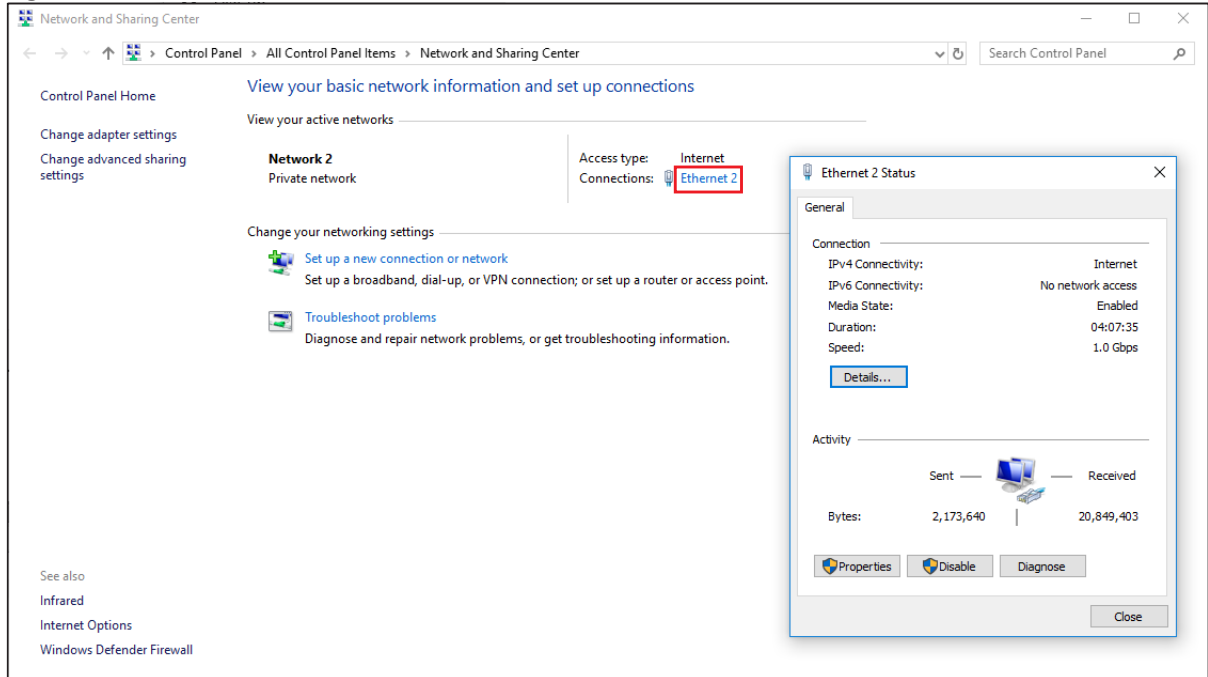 Network and Sharing Center
Control Panel > All Control Panel Items > Network and Sharing Center
Search Control Panel
Control Panel Home
Change adapter settings
Change advanced sharing
settings
See also
Infrared
Internet Options
Windows Defender Firewall
View your basic network information and set up connections
View your active networks
Network 2
Private network
Access type: Internet
Connections: Ethernet 2
Change your networking settings
Set up a new connection or network
Set up a broadband, dial-up, or VPN connection; or set up a router or access point.
Troubleshoot problems
Diagnose and repair network problems, or get troubleshooting information.
Ethernet 2 Status
General
Connection
IPv4 Connectivity: Internet
IPv6 Connectivity: No network access
Media State: Enabled
Duration: 04:07:35
Speed: 1.0 Gbps
Details...
Activity
Sent — Received
Bytes: 2,173,640 | 20,849,403
Properties Disable Diagnose
Close